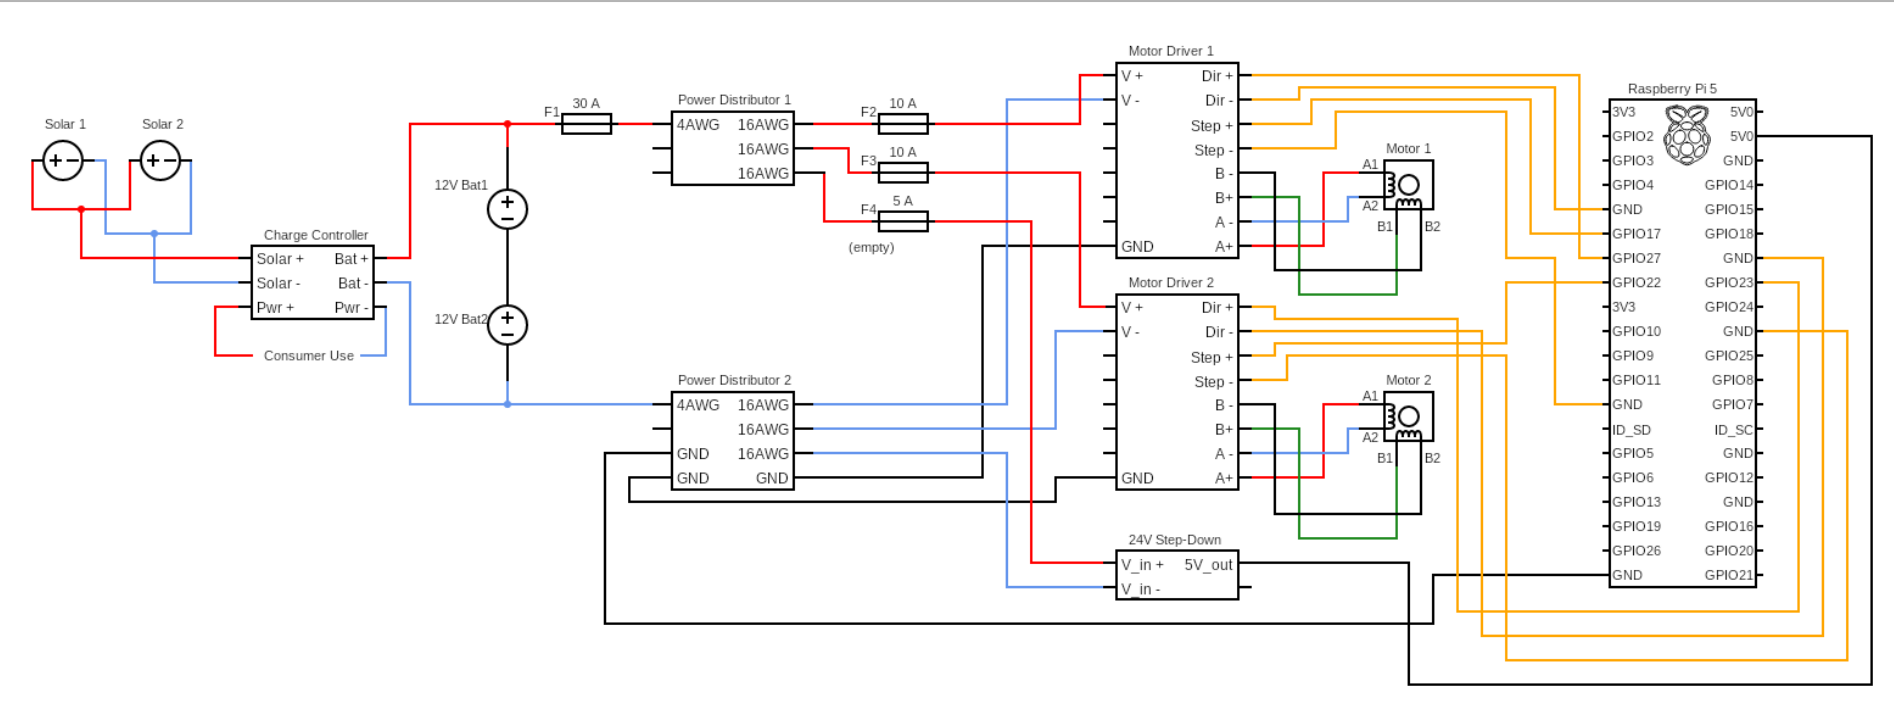 Solar 1
Solar 2
Charge Controller
Solar +
Bat +
Solar -
Bat -
Pwr +
Pwr -
Consumer Use
12V Bat1
12V Bat2
F1
30 A
Power Distributor 1
4AWG
16AWG
16AWG
16AWG
F2
10 A
F3
10 A
F4
5 A
(empty)
Power Distributor 2
4AWG
16AWG
16AWG
GND
16AWG
GND
GND
Motor Driver 1
V +
Dir +
V -
Dir -
Step +
Step -
B -
B+
A -
GND
A+
Motor 1
A1
A2
B1
B2
Motor Driver 2
V +
Dir +
V -
Dir -
Step +
Step -
B -
B+
A -
GND
A+
Motor 2
A1
A2
B1
B2
24V Step-Down
V_in +
5V_out
V_in -
Raspberry Pi 5
3V3
5V0
GPIO2
5V0
GPIO3
GND
GPIO4
GPIO14
GND
GPIO15
GPIO17
GPIO18
GPIO27
GND
GPIO22
GPIO23
3V3
GPIO24
GPIO10
GND
GPIO9
GPIO25
GPIO11
GPIO8
GND
GPIO7
ID_SD
ID_SC
GPIO5
GND
GPIO6
GPIO12
GPIO13
GND
GPIO19
GPIO16
GPIO26
GPIO20
GND
GPIO21